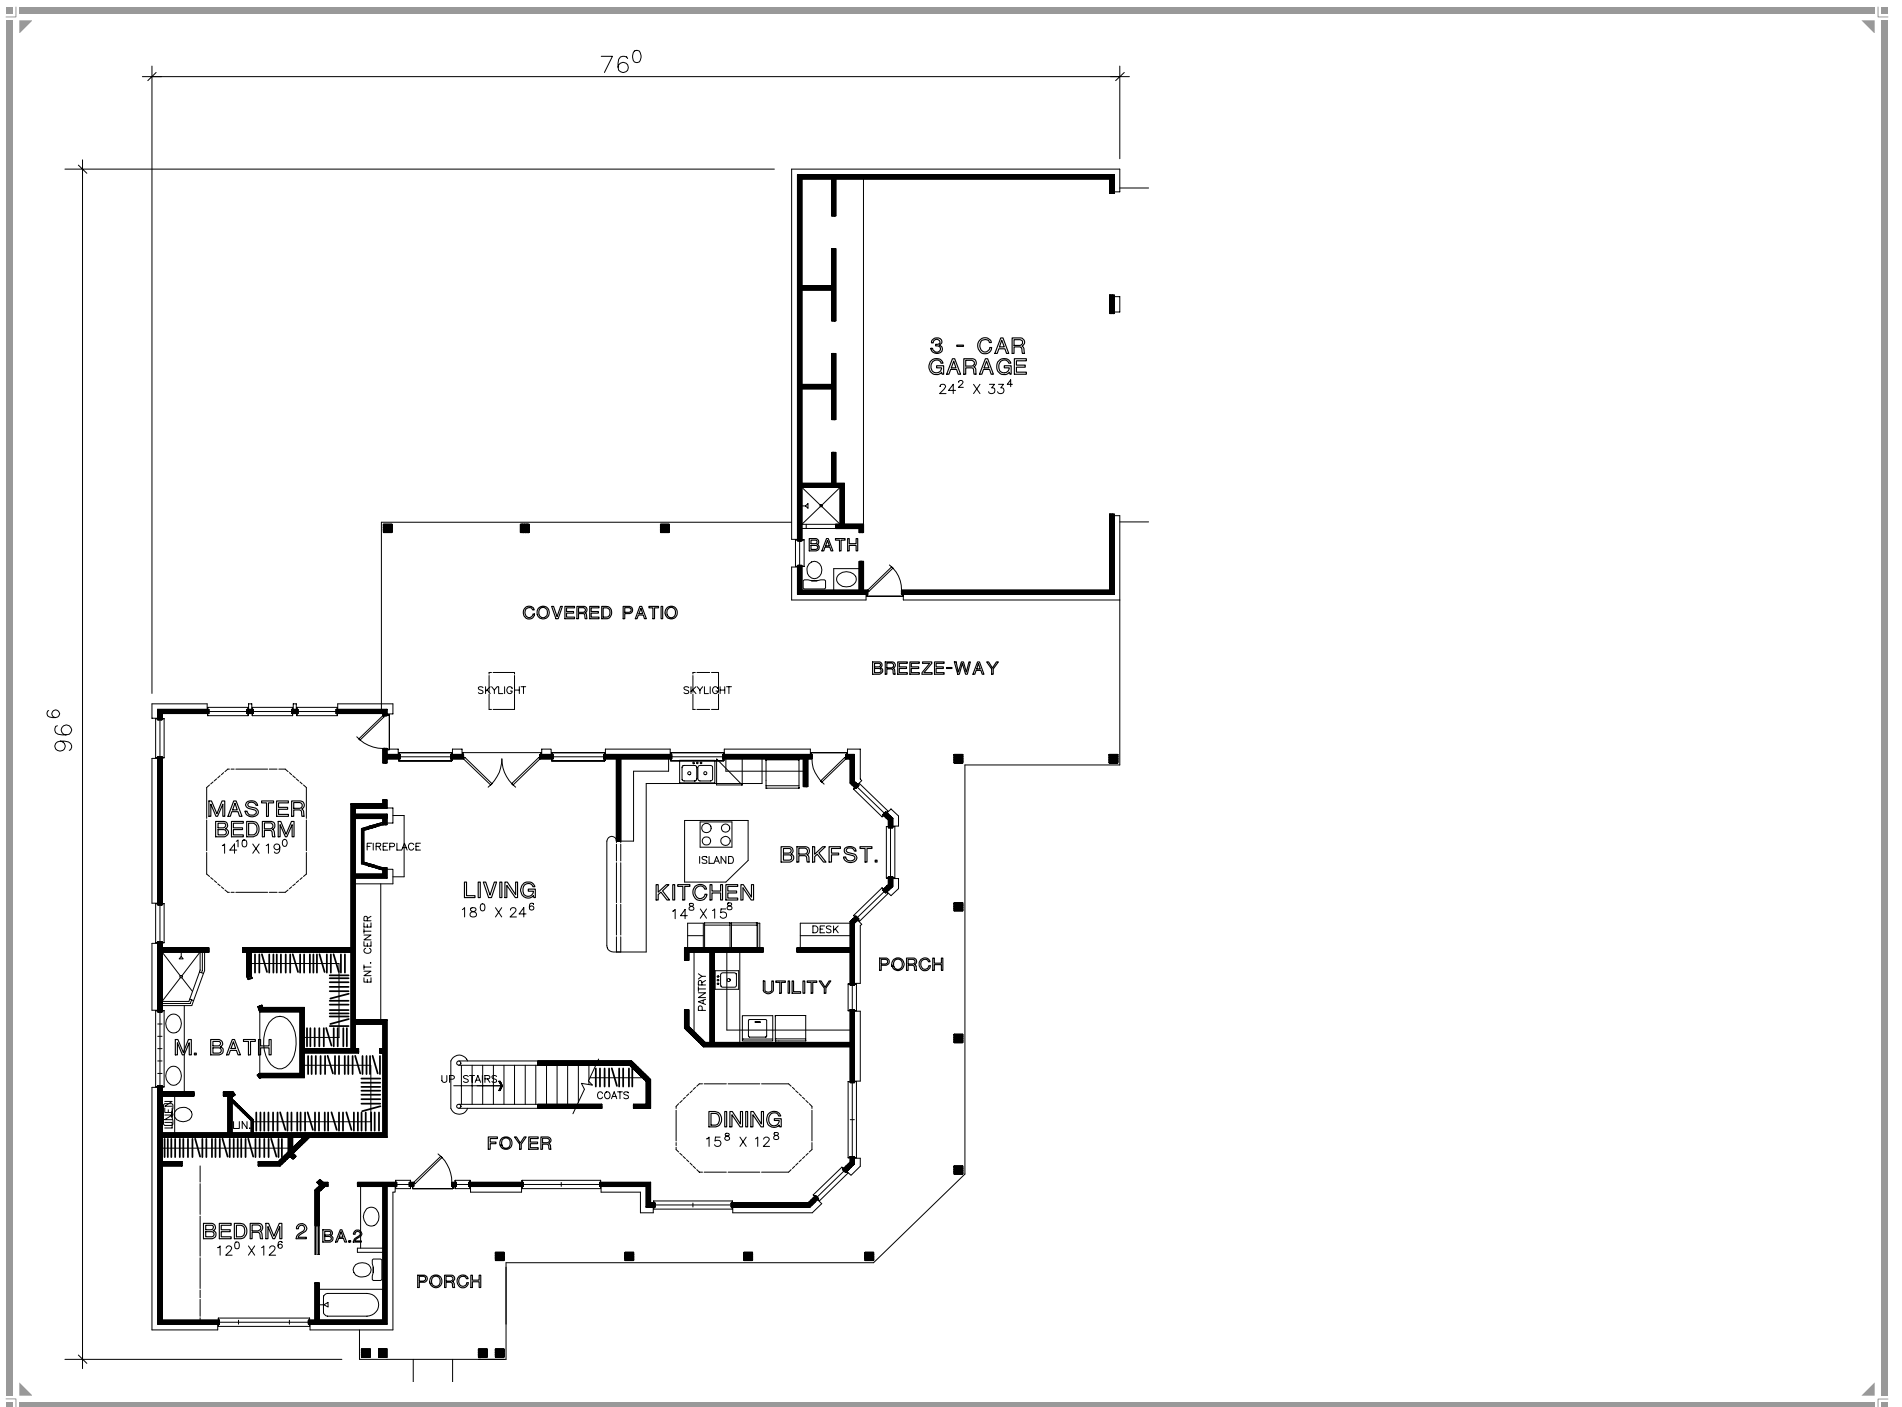 76⁰
96⁶
3 - CAR
GARAGE
24² X 33⁴
BATH
COVERED PATIO
BREEZE-WAY
SKYLIGHT
SKYLIGHT
MASTER
BEDRM
14¹⁰ X 19⁰
FIREPLACE
BRKFST.
ISLAND
LIVING
18⁰ X 24⁶
KITCHEN
14⁸ X 15⁸
DESK
ENT. CENTER
PORCH
PANTRY
UTILITY
M. BATH
UP STAIRS
COATS
LINEN
LIN.
DINING
15⁸ X 12⁸
FOYER
BEDRM 2
12⁰ X 12⁶
BA.2
PORCH